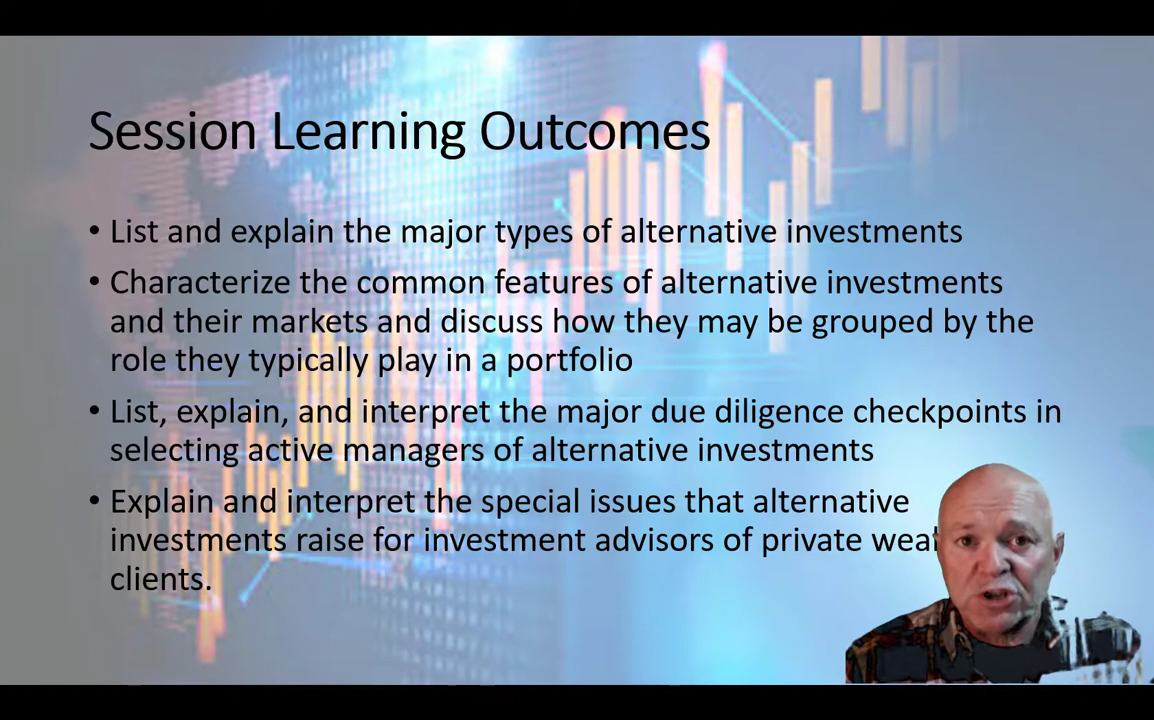 Session Learning Outcomes
• List and explain the major types of alternative investments
• Characterize the common features of alternative investments
and their markets and discuss how they may be grouped by the
role they typically play in a portfolio
• List, explain, and interpret the major due diligence checkpoints in
selecting active managers of alternative investments
• Explain and interpret the special issues that alternative
investments raise for investment advisors of private
clients.